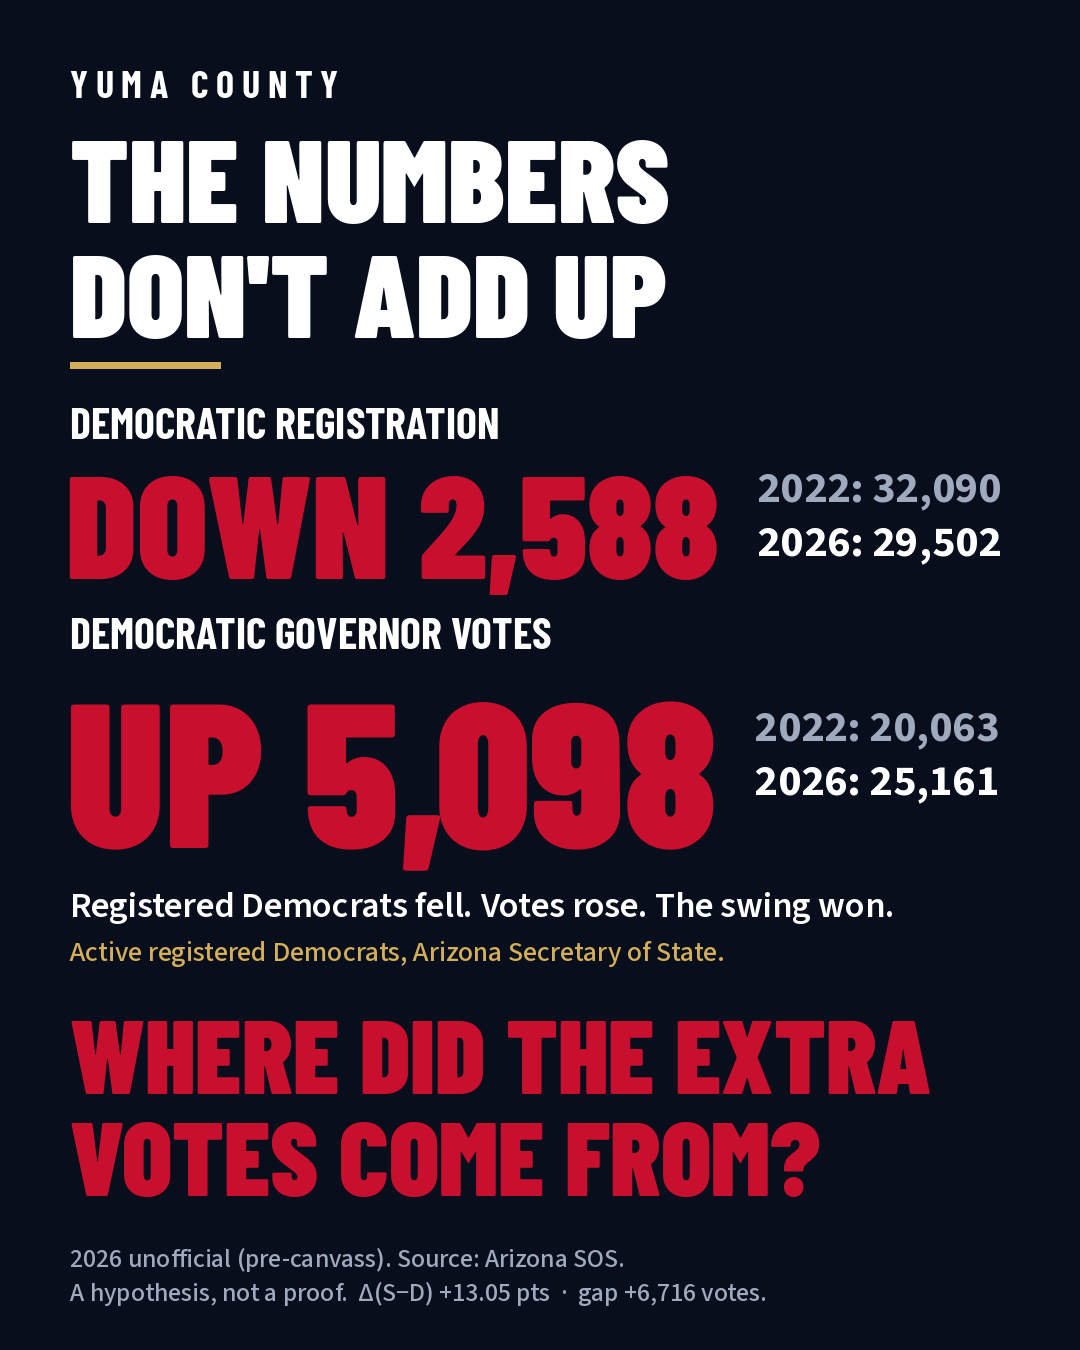 YUMA COUNTY
THE NUMBERS
DON'T ADD UP
DEMOCRATIC REGISTRATION
DOWN 2,588
2022: 32,090
2026: 29,502
DEMOCRATIC GOVERNOR VOTES
UP 5,098
2022: 20,063
2026: 25,161
Registered Democrats fell. Votes rose. The swing won.
Active registered Democrats, Arizona Secretary of State.
WHERE DID THE EXTRA
VOTES COME FROM?
2026 unofficial (pre-canvass). Source: Arizona SOS.
A hypothesis, not a proof. Δ(S−D) +13.05 pts · gap +6,716 votes.